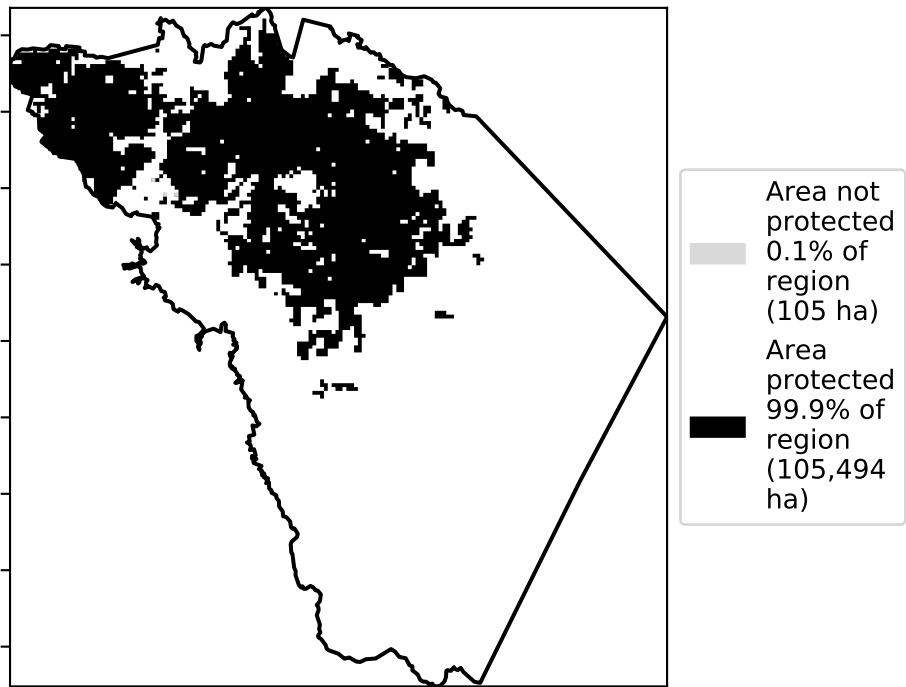 Area not
protected
0.1% of
region
(105 ha)
Area
protected
99.9% of
region
(105,494
ha)